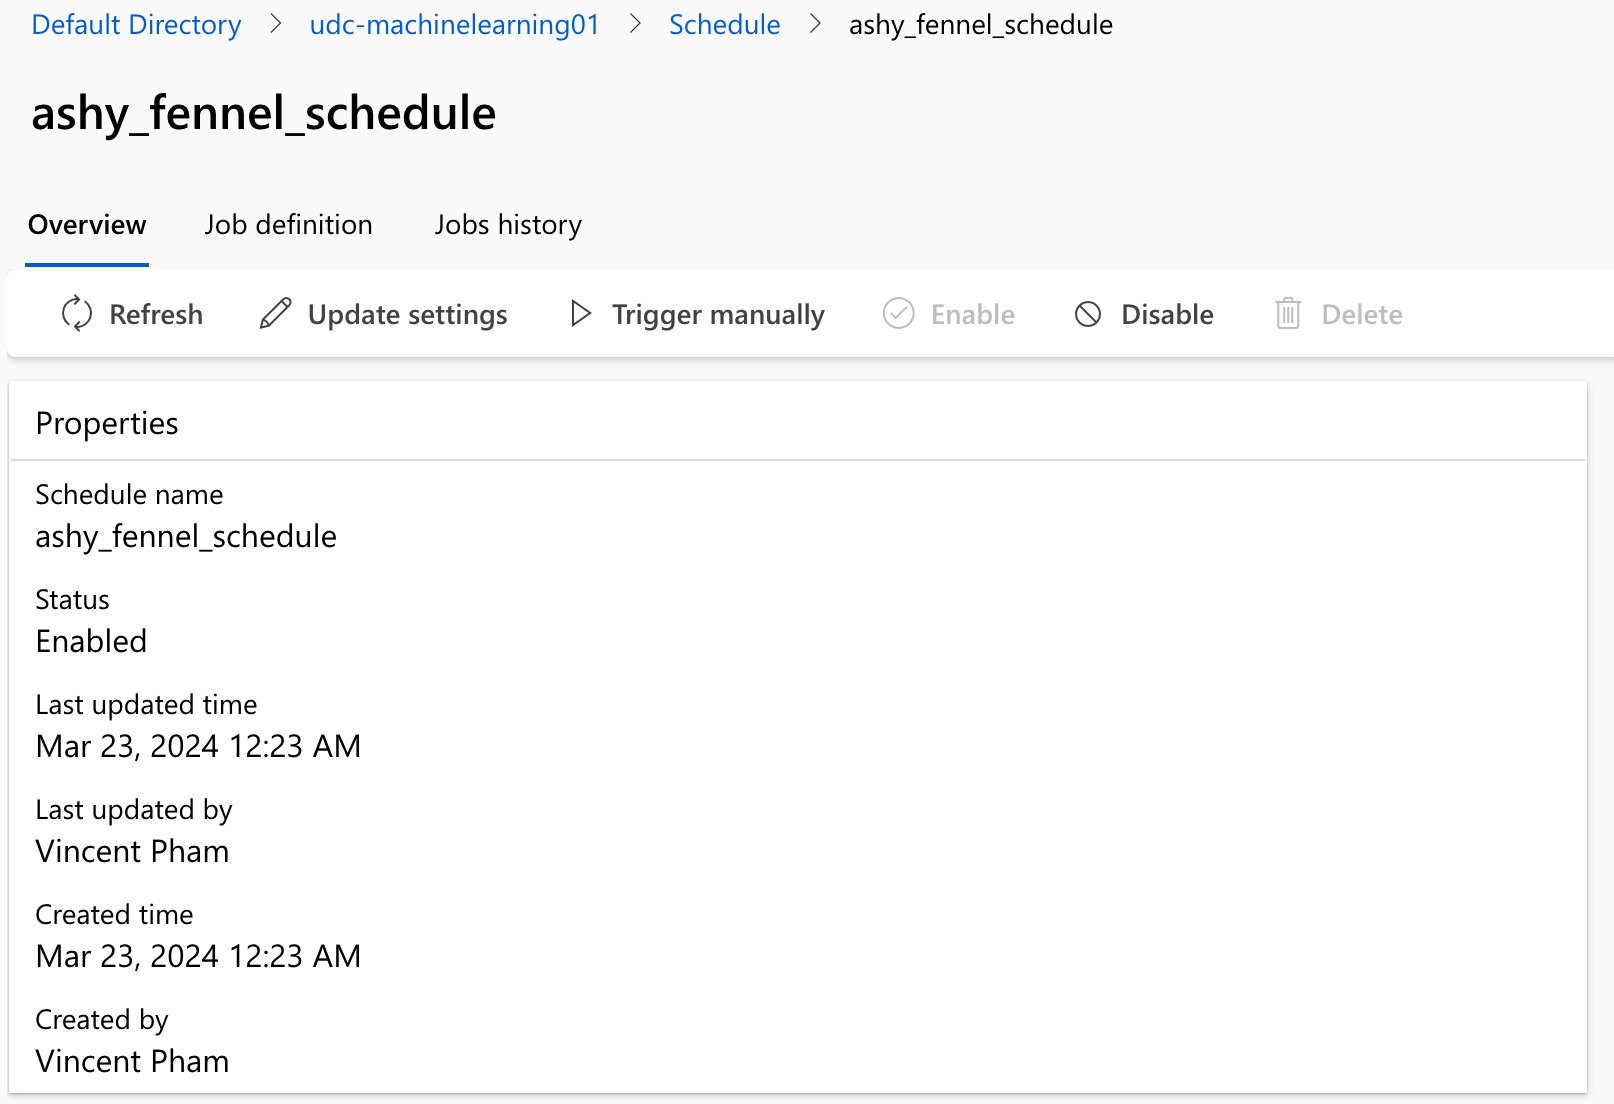 Default Directory > udc-machinelearning01 > Schedule > ashy_fennel_schedule
ashy_fennel_schedule
Overview Job definition Jobs history
Refresh Update settings Trigger manually Enable Disable Delete
Properties
Schedule name
ashy_fennel_schedule
Status
Enabled
Last updated time
Mar 23, 2024 12:23 AM
Last updated by
Vincent Pham
Created time
Mar 23, 2024 12:23 AM
Created by
Vincent Pham